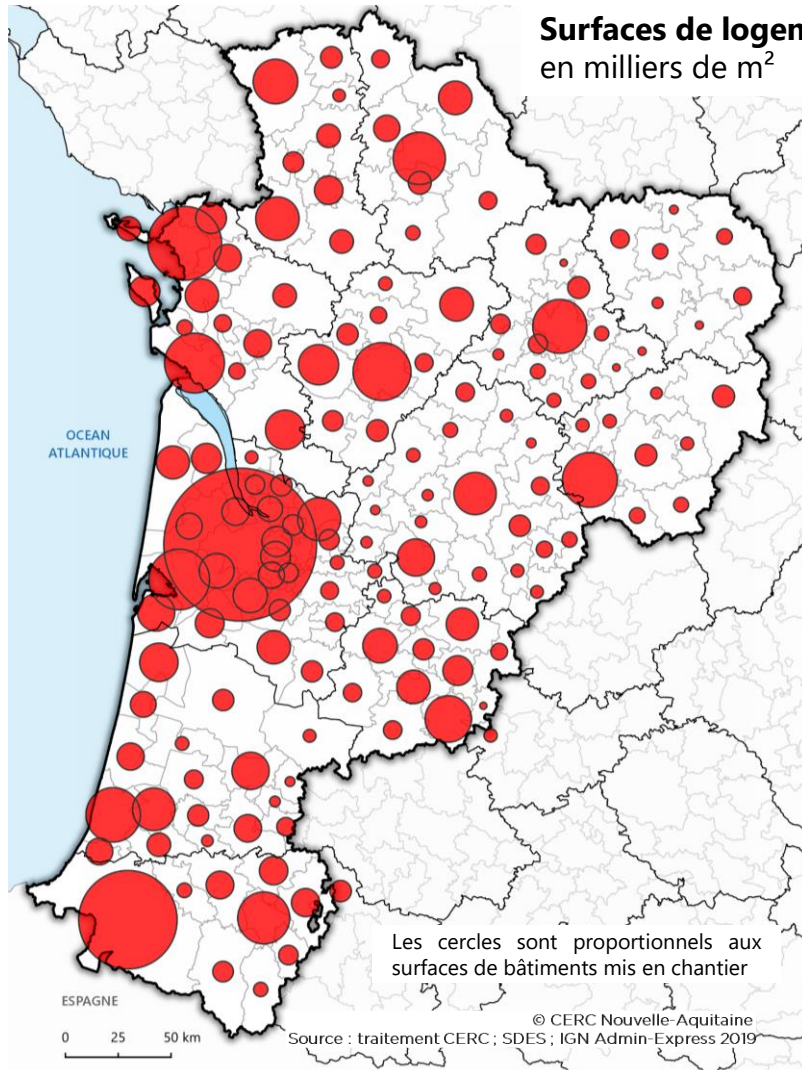 Surfaces de logem
en milliers de m²
OCEAN
ATLANTIQUE
Les cercles sont proportionnels aux
surfaces de bâtiments mis en chantier
ESPAGNE
0 25 50 km
© CERC Nouvelle-Aquitaine
Source : traitement CERC ; SDES ; IGN Admin-Express 2019